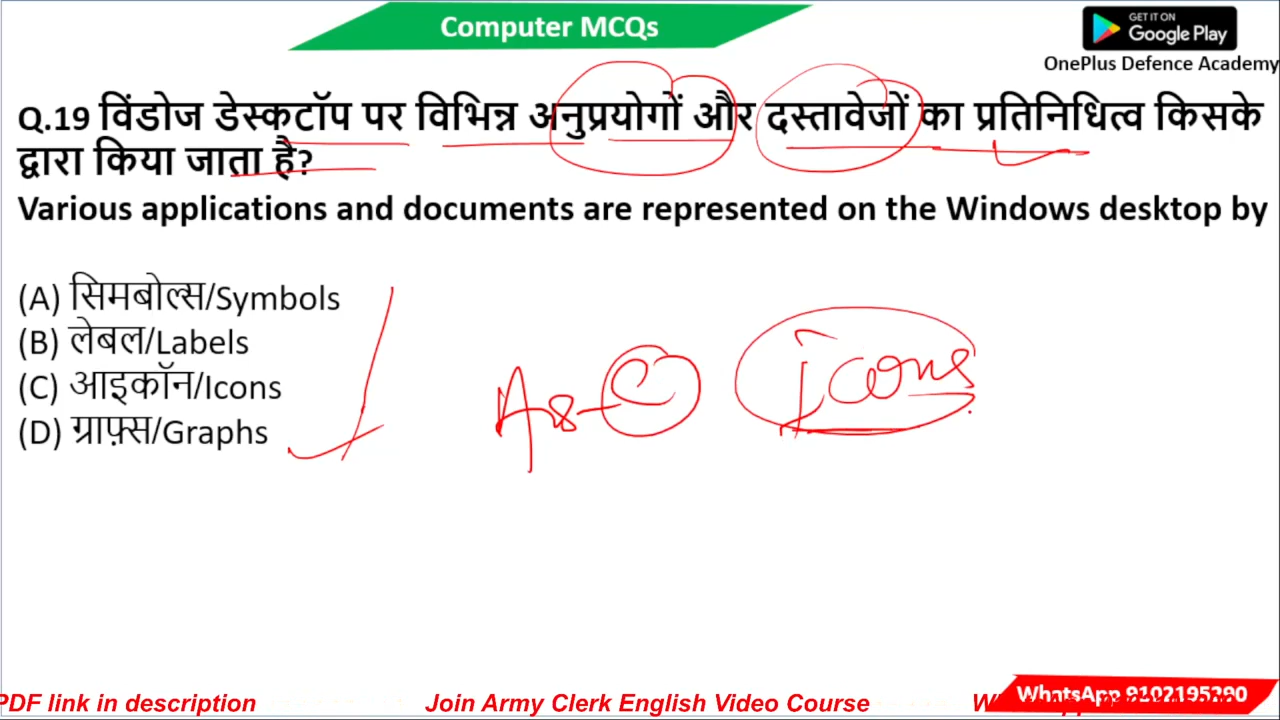 Computer MCQs
GET IT ON
Google Play
OnePlus Defence Academy
Q.19 विंडोज डेस्कटॉप पर विभिन्न अनुप्रयोगों और दस्तावेजों का प्रतिनिधित्व किसके
द्वारा किया जाता है?
Various applications and documents are represented on the Windows desktop by
(A) सिमबोल्स/Symbols
(B) लेबल/Labels
(C) आइकॉन/Icons
(D) ग्राफ़्स/Graphs
Ans- C Icons
WhatsApp 9102195290
PDF link in description Join Army Clerk English Video Course